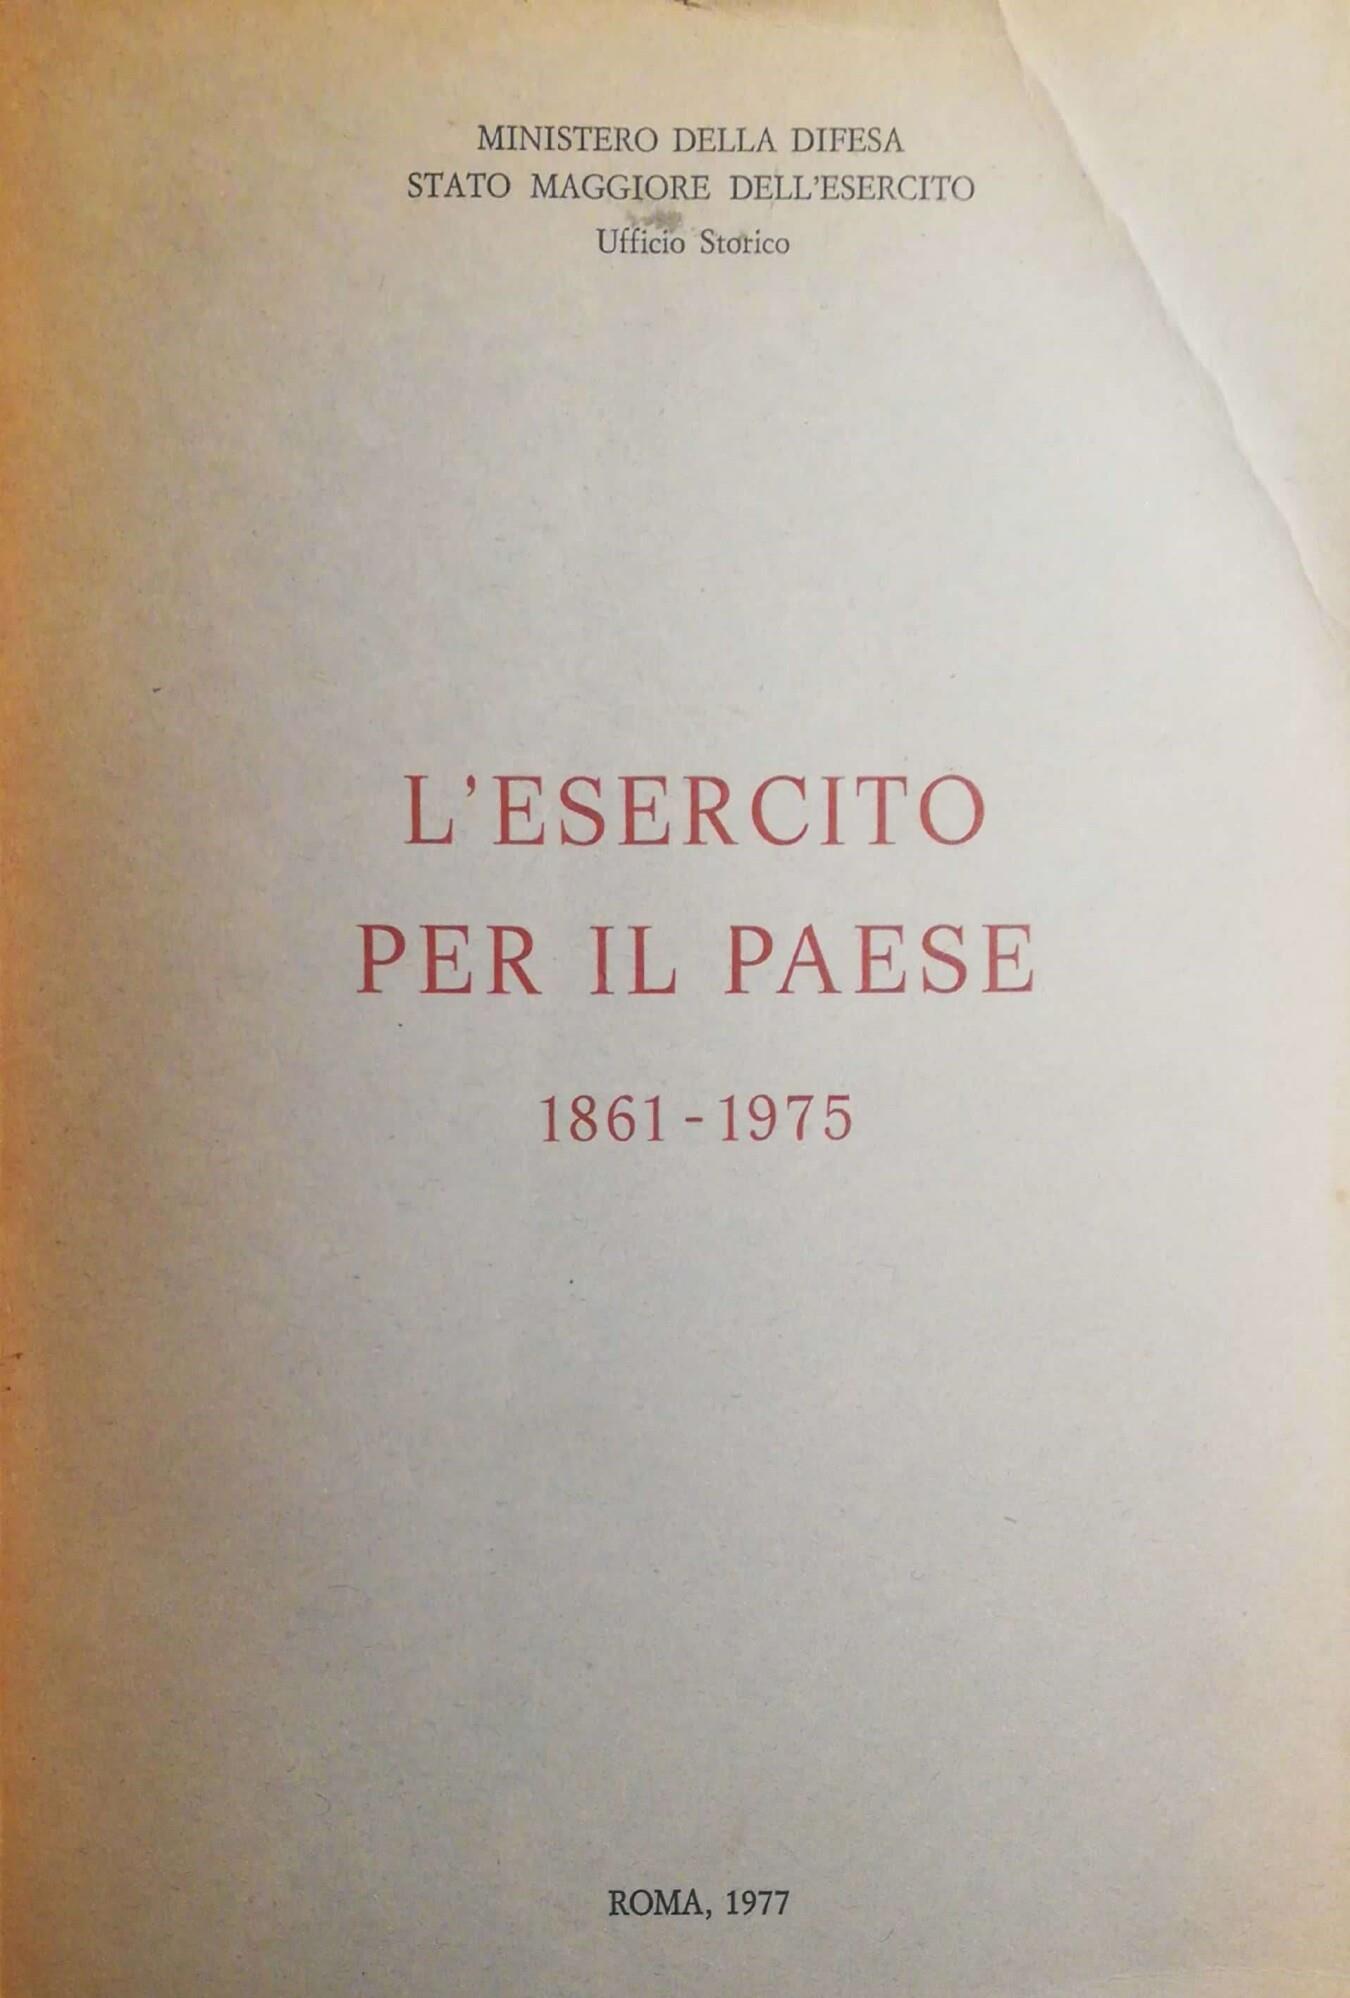 MINISTERO DELLA DIFESA
STATO MAGGIORE DELL'ESERCITO
Ufficio Storico
L'ESERCITO
PER IL PAESE
1861 - 1975
ROMA, 1977